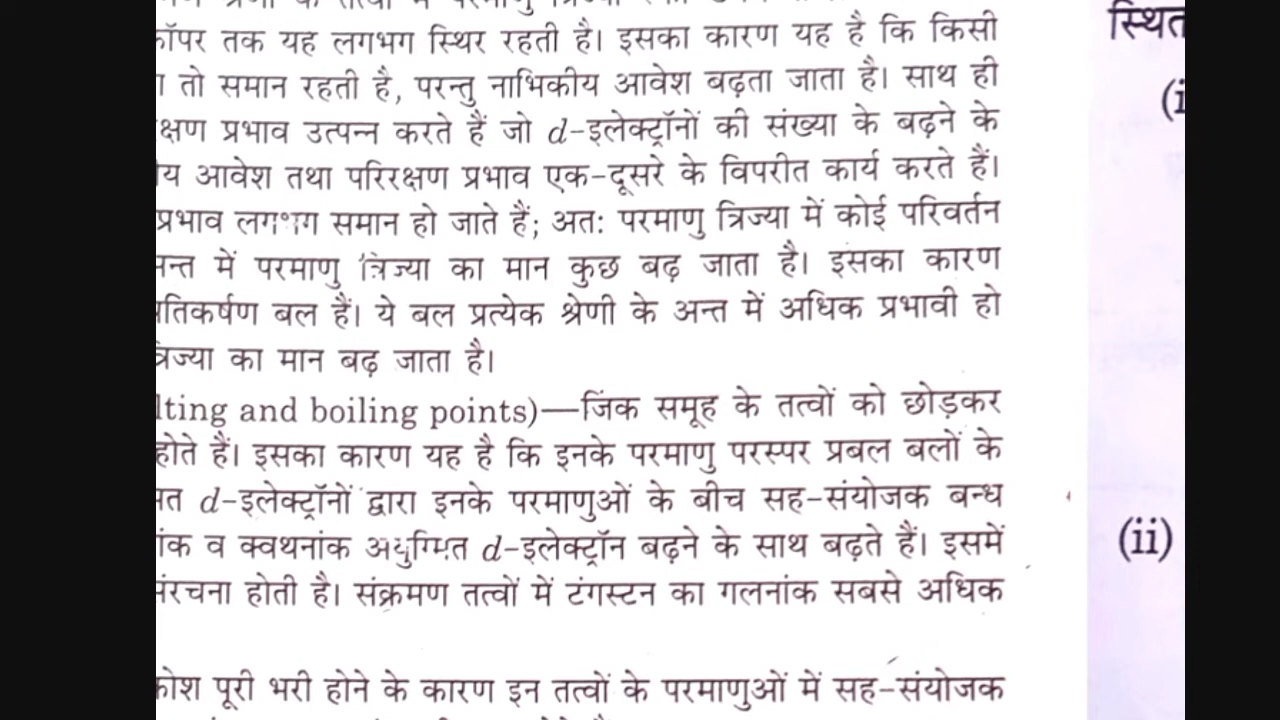 कॉपर तक यह लगभग स्थिर रहती है। इसका कारण यह है कि किसी
तो समान रहती है, परन्तु नाभिकीय आवेश बढ़ता जाता है। साथ ही
क्षण प्रभाव उत्पन्न करते हैं जो d-इलेक्ट्रॉनों की संख्या के बढ़ने के
य आवेश तथा परिरक्षण प्रभाव एक-दूसरे के विपरीत कार्य करते हैं।
प्रभाव लगभग समान हो जाते हैं; अतः परमाणु त्रिज्या में कोई परिवर्तन
न्त में परमाणु त्रिज्या का मान कुछ बढ़ जाता है। इसका कारण
तिकर्षण बल हैं। ये बल प्रत्येक श्रेणी के अन्त में अधिक प्रभावी हो
त्रिज्या का मान बढ़ जाता है।
lting and boiling points)—जिंक समूह के तत्वों को छोड़कर
होते हैं। इसका कारण यह है कि इनके परमाणु परस्पर प्रबल बलों के
त d-इलेक्ट्रॉनों द्वारा इनके परमाणुओं के बीच सह-संयोजक बन्ध
ांक व क्वथनांक अयुग्मित d-इलेक्ट्रॉन बढ़ने के साथ बढ़ते हैं। इसमें
संरचना होती है। संक्रमण तत्वों में टंगस्टन का गलनांक सबसे अधिक
कोश पूरी भरी होने के कारण इन तत्वों के परमाणुओं में सह-संयोजक
स्थित
(i
(ii)